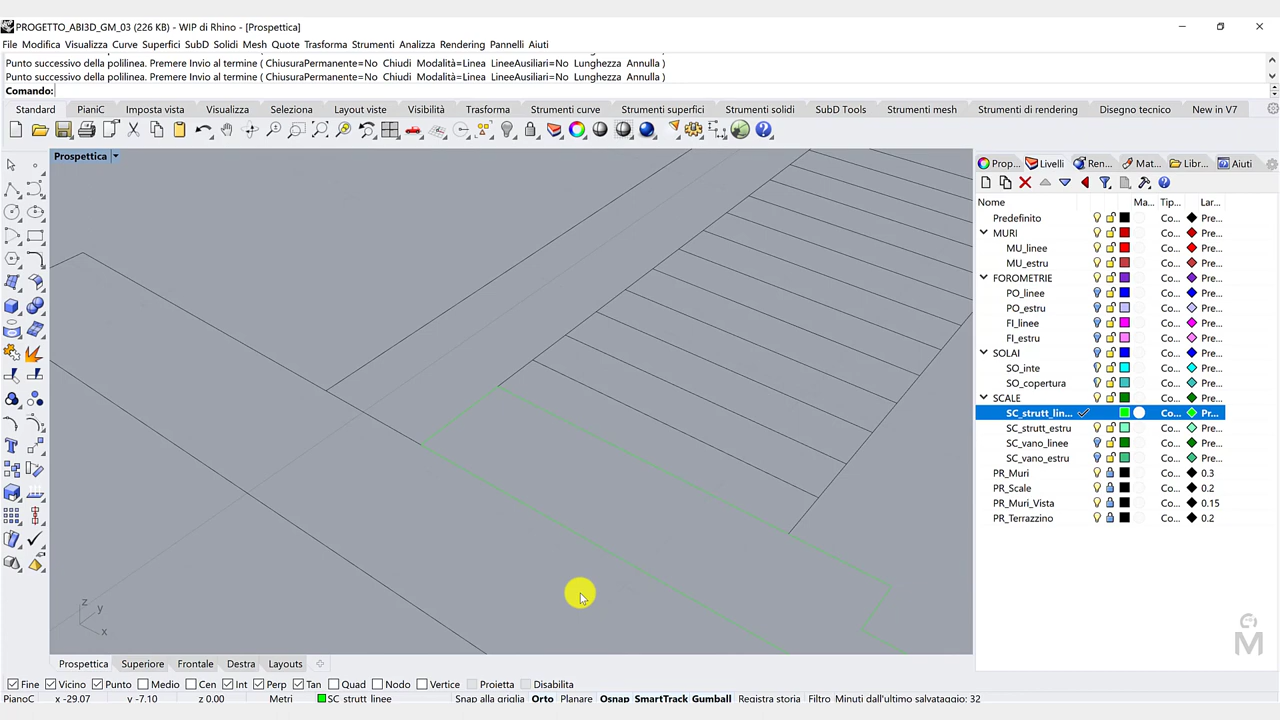 PROGETTO_ABI3D_GM_03 (226 KB) - WIP di Rhino - [Prospettica]
File Modifica Visualizza Curve Superfici SubD Solidi Mesh Quote Trasforma Strumenti Analizza Rendering Pannelli Aiuti
Punto successivo della polilinea. Premere Invio al termine ( ChiusuraPermanente=No Chiudi Modalità=Linea LineeAusiliari=No Lunghezza Annulla )
Punto successivo della polilinea. Premere Invio al termine ( ChiusuraPermanente=No Chiudi Modalità=Linea LineeAusiliari=No Lunghezza Annulla )
Comando:
Standard PianiC Imposta vista Visualizza Selezione Layout viste Visibilità Trasforma Strumenti curve Strumenti superfici Strumenti solidi SubD Tools Strumenti mesh Strumenti di rendering Disegno tecnico New in V7
Prospettica
Prop... Livelli Ren... Mat... Libr... Aiuti
Nome Ma... Tip... Lar...
Predefinito Co... Pre...
MURI Co... Pre...
MU_linee Co... Pre...
MU_estru Co... Pre...
FOROMETRIE Co... Pre...
PO_linee Co... Pre...
PO_estru Co... Pre...
FI_linee Co... Pre...
FI_estru Co... Pre...
SOLAI Co... Pre...
SO_inte Co... Pre...
SO_copertura Co... Pre...
SCALE Co... Pre...
SC_strutt_lin... Co... Pr...
SC_strutt_estru Co... Pre...
SC_vano_linee Co... Pre...
SC_vano_estru Co... Pre...
PR_Muri Co... 0.3
PR_Scale Co... 0.2
PR_Muri_Vista Co... 0.15
PR_Terrazzino Co... 0.2
z
y
x
M
Prospettica Superiore Frontale Destra Layouts
Fine Vicino Punto Medio Cen Int Perp Tan Quad Nodo Vertice Proietta Disabilita
PianoC x -29.07 y -7.10 z 0.00 Metri SC_strutt_linee Snap alla griglia Orto Planare Osnap SmartTrack Gumball Registra storia Filtro Minuti dall'ultimo salvataggio: 32